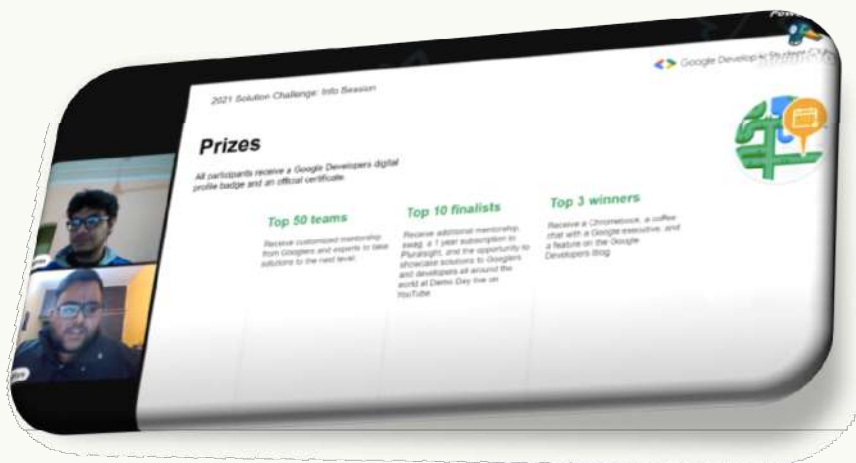 2021 Solution Challenge: Info Session
Google Developer Student Clubs
Prizes
All participants receive a Google Developers digital
profile badge and an official certificate.
Top 50 teams
Receive customized mentorship
from Googlers and experts to take
solutions to the next level.
Top 10 finalists
Receive additional mentorship,
swag, a 1 year subscription to
Pluralsight, and the opportunity to
showcase solutions to Googlers
and developers all around the
world at Demo Day live on
YouTube
Top 3 winners
Receive a Chromebook, a coffee
chat with a Google executive, and
a feature on the Google
Developers Blog